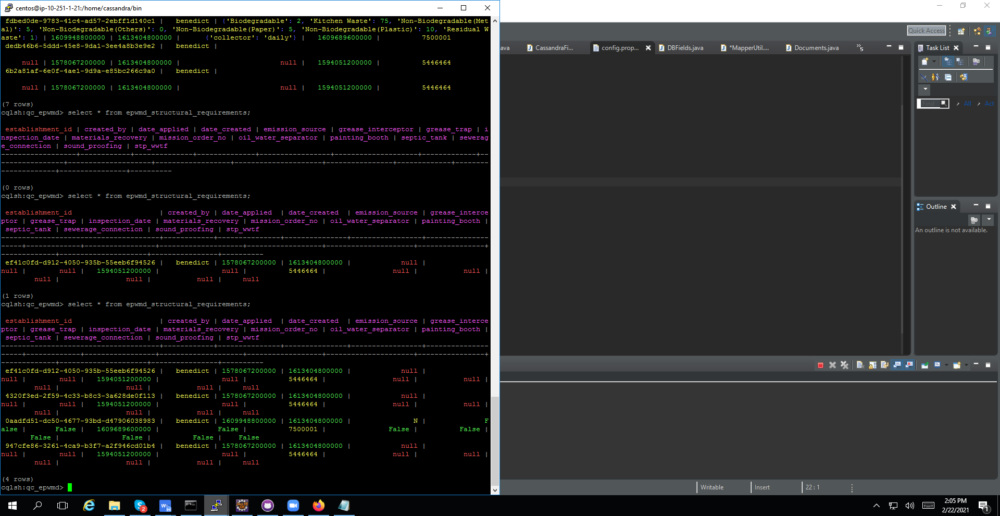 centos@ip-10-251-1-21:/home/cassandra/bin
fdbed0de-9783-41c4-ad57-2ebff1d140c1 | benedict | {'Biodegradable': 2, 'Kitchen Waste': 75, 'Non-Biodegradable(Met
al)': 5, 'Non-Biodegradable(Others)': 0, 'Non-Biodegradable(Paper)': 5, 'Non-Biodegradable(Plastic)': 10, 'Residual W
aste': 1} | 1609948800000 | 1613404800000 | {'collector': 'daily'} | 1609689600000 | 7500001
dedb46b6-5ddd-45e8-9da1-3ee4a8b3e9e2 | benedict |
null | 1578067200000 | 1613404800000 | null | 1594051200000 | 5446464
6b2a81af-6e0f-4ae1-9d9a-e85bc266c9a0 | benedict |
null | 1578067200000 | 1613404800000 | null | 1594051200000 | 5446464
(7 rows)
cqlsh:qc_epwmd> select * from epwmd_structural_requirements;
establishment_id | created_by | date_applied | date_created | emission_source | grease_interceptor | grease_trap | i
nspection_date | materials_recovery | mission_order_no | oil_water_separator | painting_booth | septic_tank | sewerag
e_connection | sound_proofing | stp_wwtf
(0 rows)
cqlsh:qc_epwmd> select * from epwmd_structural_requirements;
establishment_id | created_by | date_applied | date_created | emission_source | grease_interce
ptor | grease_trap | inspection_date | materials_recovery | mission_order_no | oil_water_separator | painting_booth |
septic_tank | sewerage_connection | sound_proofing | stp_wwtf
ef41c0fd-d912-4050-935b-55eeb6f94526 | benedict | 1578067200000 | 1613404800000 | null |
null | null | 1594051200000 | null | 5446464 | null | null |
null | null | null | null
(1 rows)
cqlsh:qc_epwmd> select * from epwmd_structural_requirements;
establishment_id | created_by | date_applied | date_created | emission_source | grease_interce
ptor | grease_trap | inspection_date | materials_recovery | mission_order_no | oil_water_separator | painting_booth |
septic_tank | sewerage_connection | sound_proofing | stp_wwtf
ef41c0fd-d912-4050-935b-55eeb6f94526 | benedict | 1578067200000 | 1613404800000 | null |
null | null | 1594051200000 | null | 5446464 | null | null |
null | null | null | null
4320f3ed-2f59-4c33-b8c3-3a628de0f113 | benedict | 1578067200000 | 1613404800000 | null |
null | null | 1594051200000 | null | 5446464 | null | null |
null | null | null | null
0aadfd51-dc50-4677-93bd-d47906038983 | benedict | 1609948800000 | 1613404800000 | N | F
alse | False | 1609689600000 | False | 7500001 | False | False |
False | False | False | False
947cfe86-3261-4ca9-b3f7-a2f946cd01b4 | benedict | 1578067200000 | 1613404800000 | null |
null | null | 1594051200000 | null | 5446464 | null | null |
null | null | null | null
(4 rows)
cqlsh:qc_epwmd>
Quick Access
ava CassandraFi... config.prop... DBFields.java *MapperUtil.... Documents.java »5
Task List
Find All Act
Outline
An outline is not available.
Writable Insert 22 : 1
2:05 PM
2/22/2021
2
1